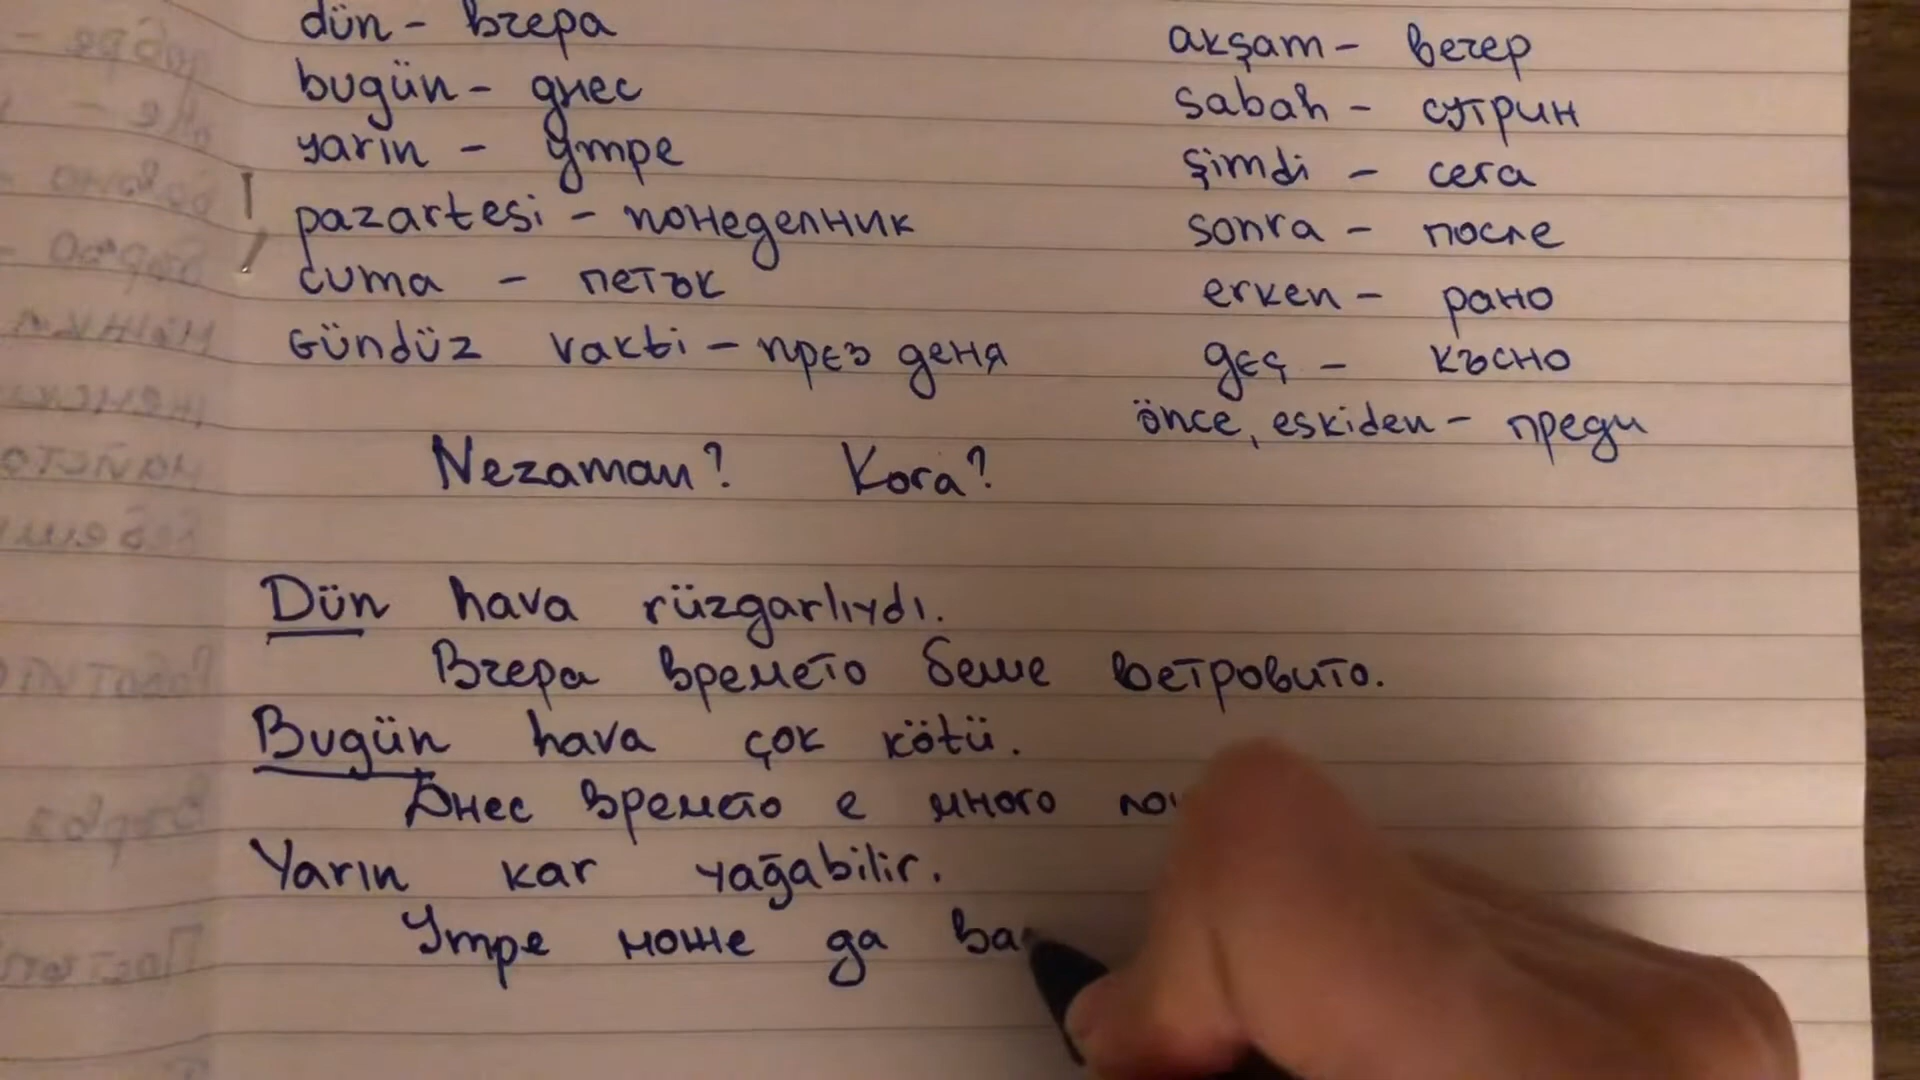 dün - вчера
bugün - днес
yarın - утре
pazartesi - понеделник
cuma - петък
Gündüz vakti - през деня
akşam - вечер
sabah - сутрин
şimdi - сега
sonra - после
erken - рано
geç - късно
önce, eskiden - преди
Nezaman? Кога?
Dün hava rüzgarlıydı.
Вчера времето беше ветровито.
Bugün hava çok kötü.
Днес времето е много
Yarın kar yağabilir.
Утре може да